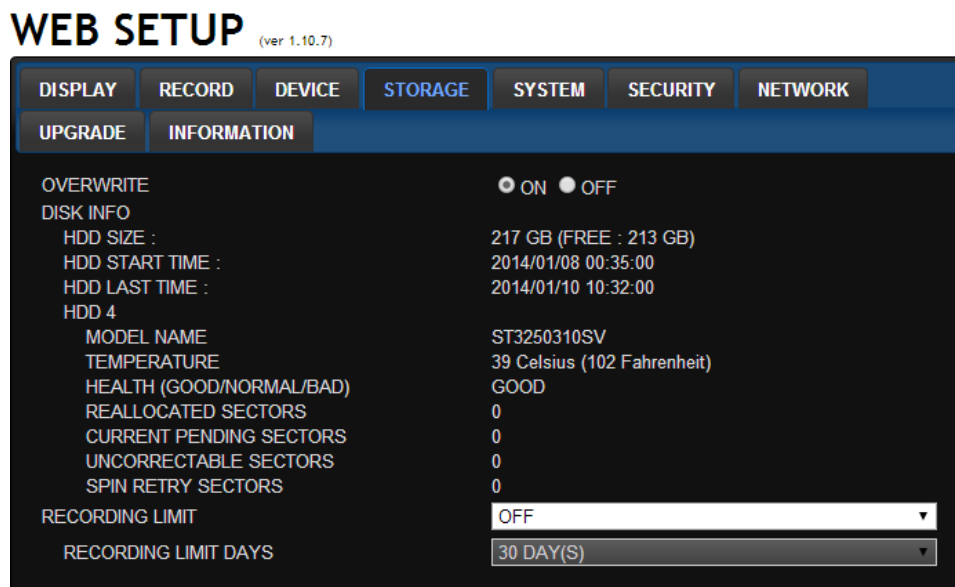 WEB SETUP (ver 1.10.7)
DISPLAY RECORD DEVICE STORAGE SYSTEM SECURITY NETWORK
UPGRADE INFORMATION
OVERWRITE ON OFF
DISK INFO
HDD SIZE : 217 GB (FREE : 213 GB)
HDD START TIME : 2014/01/08 00:35:00
HDD LAST TIME : 2014/01/10 10:32:00
HDD 4
MODEL NAME ST3250310SV
TEMPERATURE 39 Celsius (102 Fahrenheit)
HEALTH (GOOD/NORMAL/BAD) GOOD
REALLOCATED SECTORS 0
CURRENT PENDING SECTORS 0
UNCORRECTABLE SECTORS 0
SPIN RETRY SECTORS 0
RECORDING LIMIT OFF
RECORDING LIMIT DAYS 30 DAY(S)